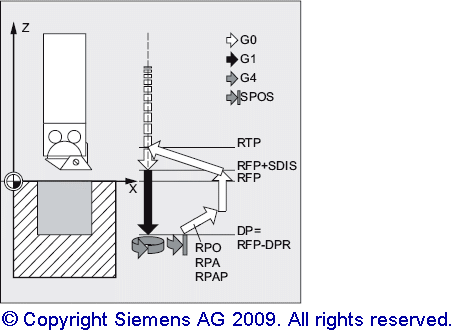 Z
G0
G1
G4
SPOS
RTP
RFP+SDIS
RFP
X
DP=
RFP-DPR
RPO
RPA
RPAP
© Copyright Siemens AG 2009. All rights reserved.